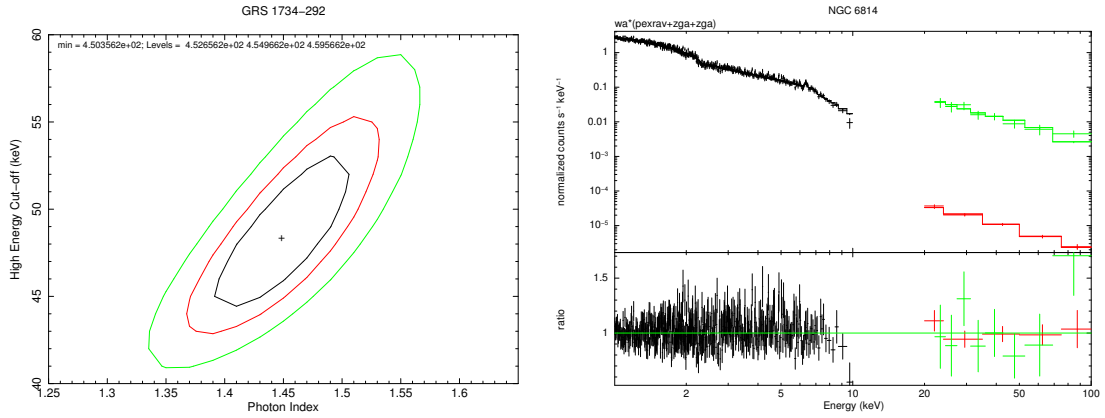 GRS 1734−292
min = 4.503562e+02; Levels = 4.526562e+02 4.549662e+02 4.595662e+02
High Energy Cut−off (keV)
60
55
50
45
40
1.25 1.3 1.35 1.4 1.45 1.5 1.55 1.6
Photon Index
NGC 6814
wa*(pexrav+zga+zga)
normalized counts s⁻¹ keV⁻¹
1
0.1
0.01
10⁻³
10⁻⁴
10⁻⁵
ratio
1.5
1
2 5 10 20 50 100
Energy (keV)